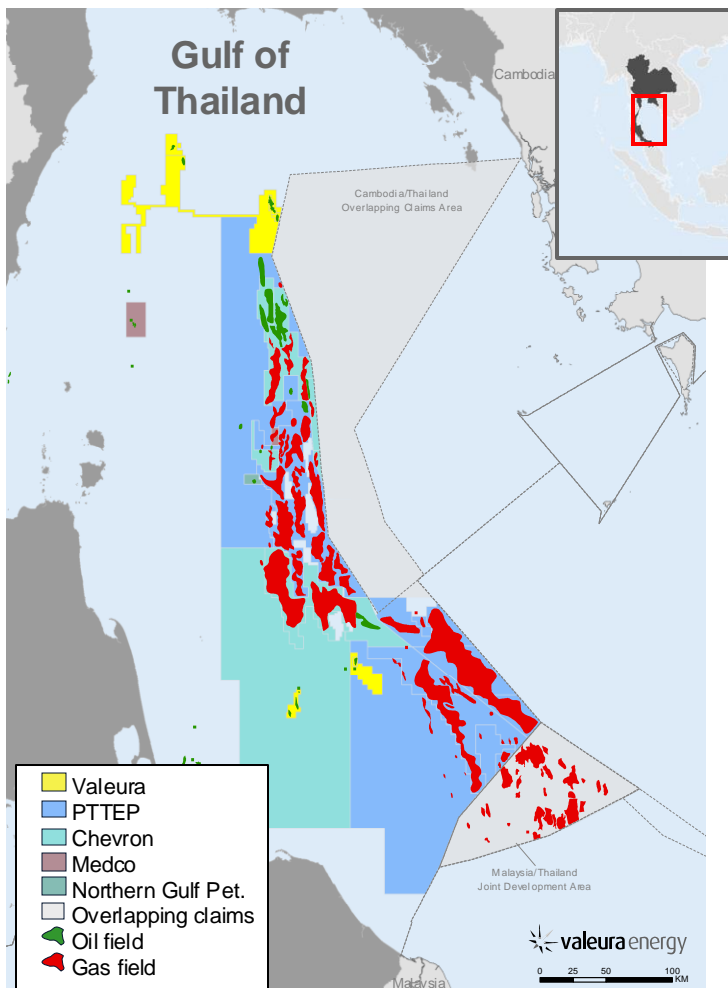 Gulf of
Thailand
Cambodia
Cambodia/Thailand
Overlapping Claims Area
Valeura
PTTEP
Chevron
Medco
Northern Gulf Pet.
Overlapping claims
Oil field
Gas field
Malaysia/Thailand
Joint Development Area
valeura energy
0 25 50 100
KM
Malaysia